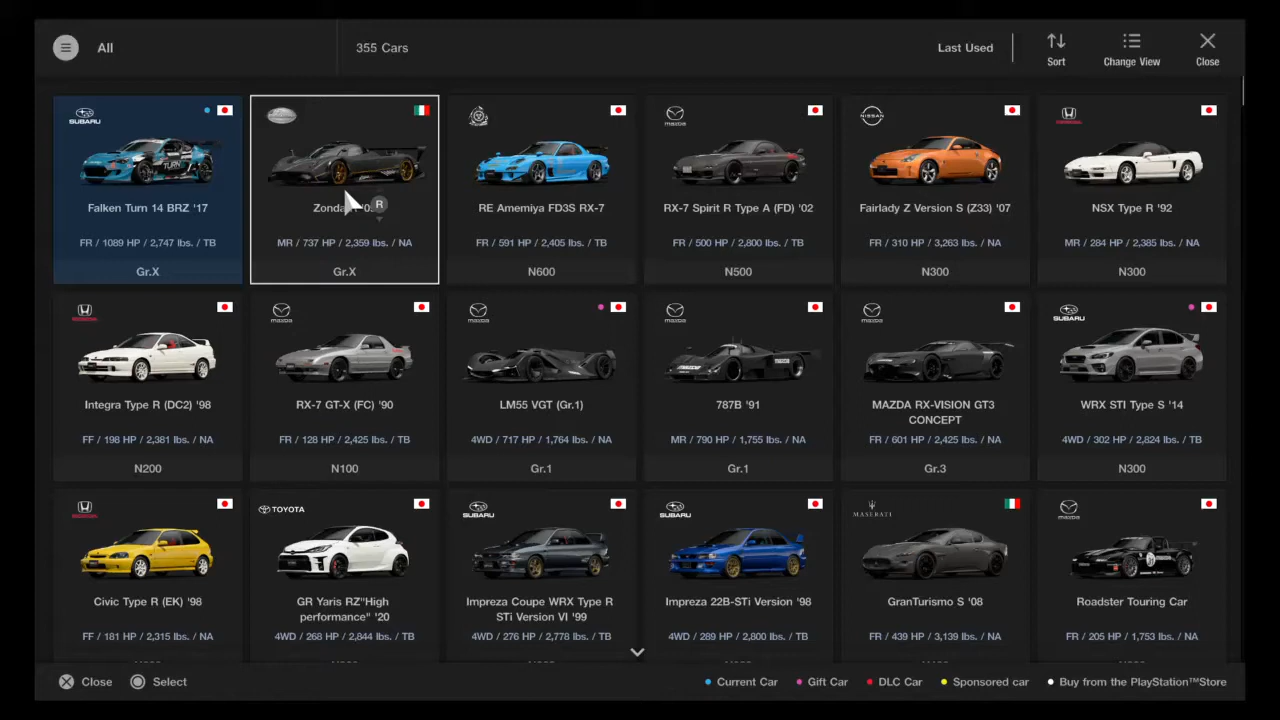 All
355 Cars
Last Used
Sort
Change View
Close
SUBARU
Falken Turn 14 BRZ '17
FR / 1089 HP / 2,747 lbs. / TB
Gr.X
R
MR / 737 HP / 2,359 lbs. / NA
Gr.X
RE Amemiya FD3S RX-7
FR / 591 HP / 2,405 lbs. / TB
N600
mazda
RX-7 Spirit R Type A (FD) '02
FR / 500 HP / 2,800 lbs. / TB
N500
NISSAN
Fairlady Z Version S (Z33) '07
FR / 310 HP / 3,263 lbs. / NA
N300
NSX Type R '92
MR / 284 HP / 2,385 lbs. / NA
N300
Integra Type R (DC2) '98
FF / 198 HP / 2,381 lbs. / NA
N200
mazda
RX-7 GT-X (FC) '90
FR / 128 HP / 2,425 lbs. / TB
N100
mazda
LM55 VGT (Gr.1)
4WD / 717 HP / 1,764 lbs. / NA
Gr.1
mazda
787B '91
MR / 790 HP / 1,755 lbs. / NA
Gr.1
mazda
MAZDA RX-VISION GT3
CONCEPT
FR / 601 HP / 2,425 lbs. / NA
Gr.3
SUBARU
WRX STI Type S '14
4WD / 302 HP / 2,824 lbs. / TB
N300
Civic Type R (EK) '98
FF / 181 HP / 2,315 lbs. / NA
TOYOTA
GR Yaris RZ"High
performance" '20
4WD / 268 HP / 2,844 lbs. / TB
SUBARU
Impreza Coupe WRX Type R
STi Version VI '99
4WD / 276 HP / 2,778 lbs. / TB
SUBARU
Impreza 22B-STi Version '98
4WD / 289 HP / 2,800 lbs. / TB
MASERATI
GranTurismo S '08
FR / 439 HP / 3,139 lbs. / NA
mazda
Roadster Touring Car
FR / 205 HP / 1,753 lbs. / NA
Close
Select
Current Car
Gift Car
DLC Car
Sponsored car
Buy from the PlayStation™Store